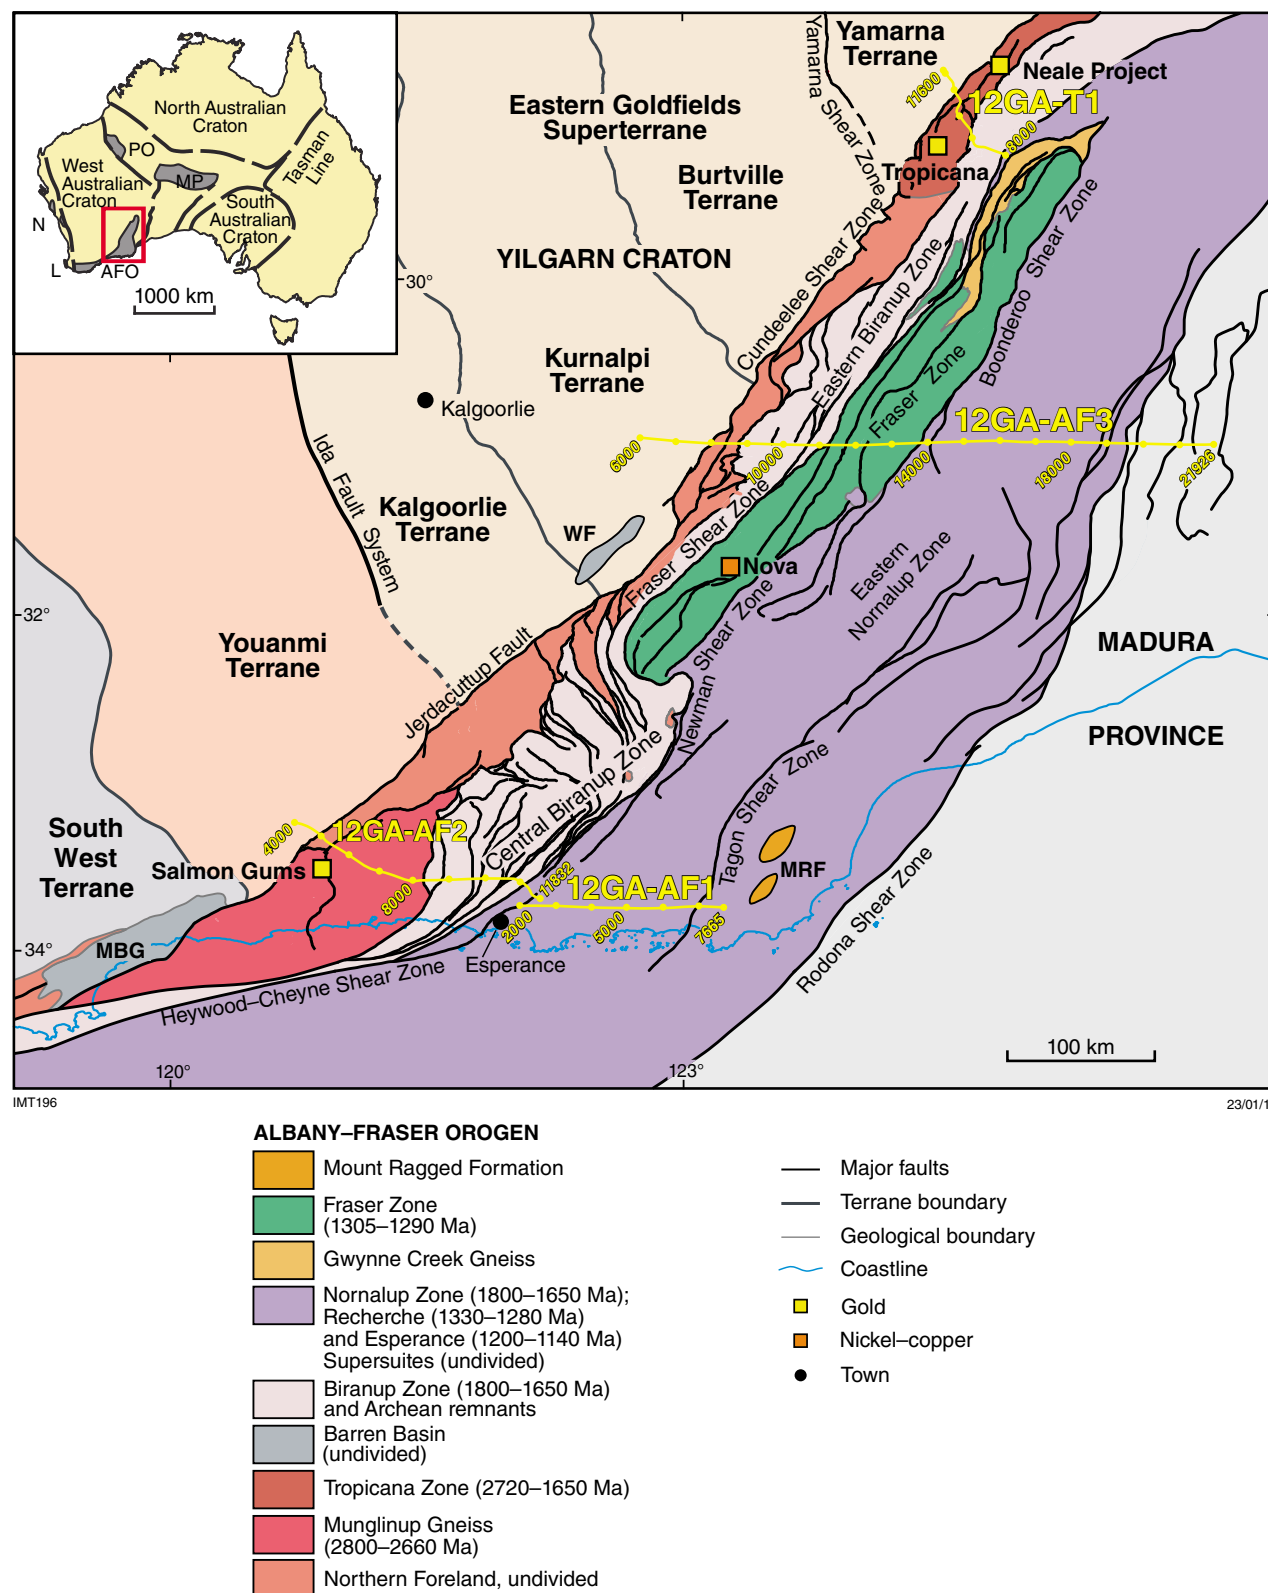 North Australian
Craton
PO
West
Australian
Craton
MP
Tasman
Line
South
Australian
Craton
N
L
AFO
1000 km
Yamarna
Terrane
Yamarna Shear Zone
Neale Project
11600
12GA-T1
8000
Eastern Goldfields
Superterrane
Burtville
Terrane
Tropicana
YILGARN CRATON
30°
Cundeelee Shear Zone
Eastern Biranup Zone
Bonderoo Shear Zone
Kurnalpi
Terrane
Kalgoorlie
Fraser Zone
12GA-AF3
6000
10000
14000
18000
21926
Ida Fault System
Kalgoorlie
Terrane
WF
Fraser Shear Zone
Nova
Eastern
Nornalup Zone
32°
Youanmi
Terrane
Jerdacuttup Fault
Newman Shear Zone
MADURA
PROVINCE
Central Biranup Zone
Tagon Shear Zone
South
West
Terrane
4000
12GA-AF2
Salmon Gums
8000
11832
12GA-AF1
MRF
2000
5000
7665
Rodona Shear Zone
34°
MBG
Esperance
Heywood–Cheyne Shear Zone
100 km
120°
123°
IMT196
23/01/1
ALBANY–FRASER OROGEN
Mount Ragged Formation
Fraser Zone
(1305–1290 Ma)
Gwynne Creek Gneiss
Nornalup Zone (1800–1650 Ma);
Recherche (1330–1280 Ma)
and Esperance (1200–1140 Ma)
Supersuites (undivided)
Biranup Zone (1800–1650 Ma)
and Archean remnants
Barren Basin
(undivided)
Tropicana Zone (2720–1650 Ma)
Munglinup Gneiss
(2800–2660 Ma)
Northern Foreland, undivided
Major faults
Terrane boundary
Geological boundary
Coastline
Gold
Nickel–copper
Town